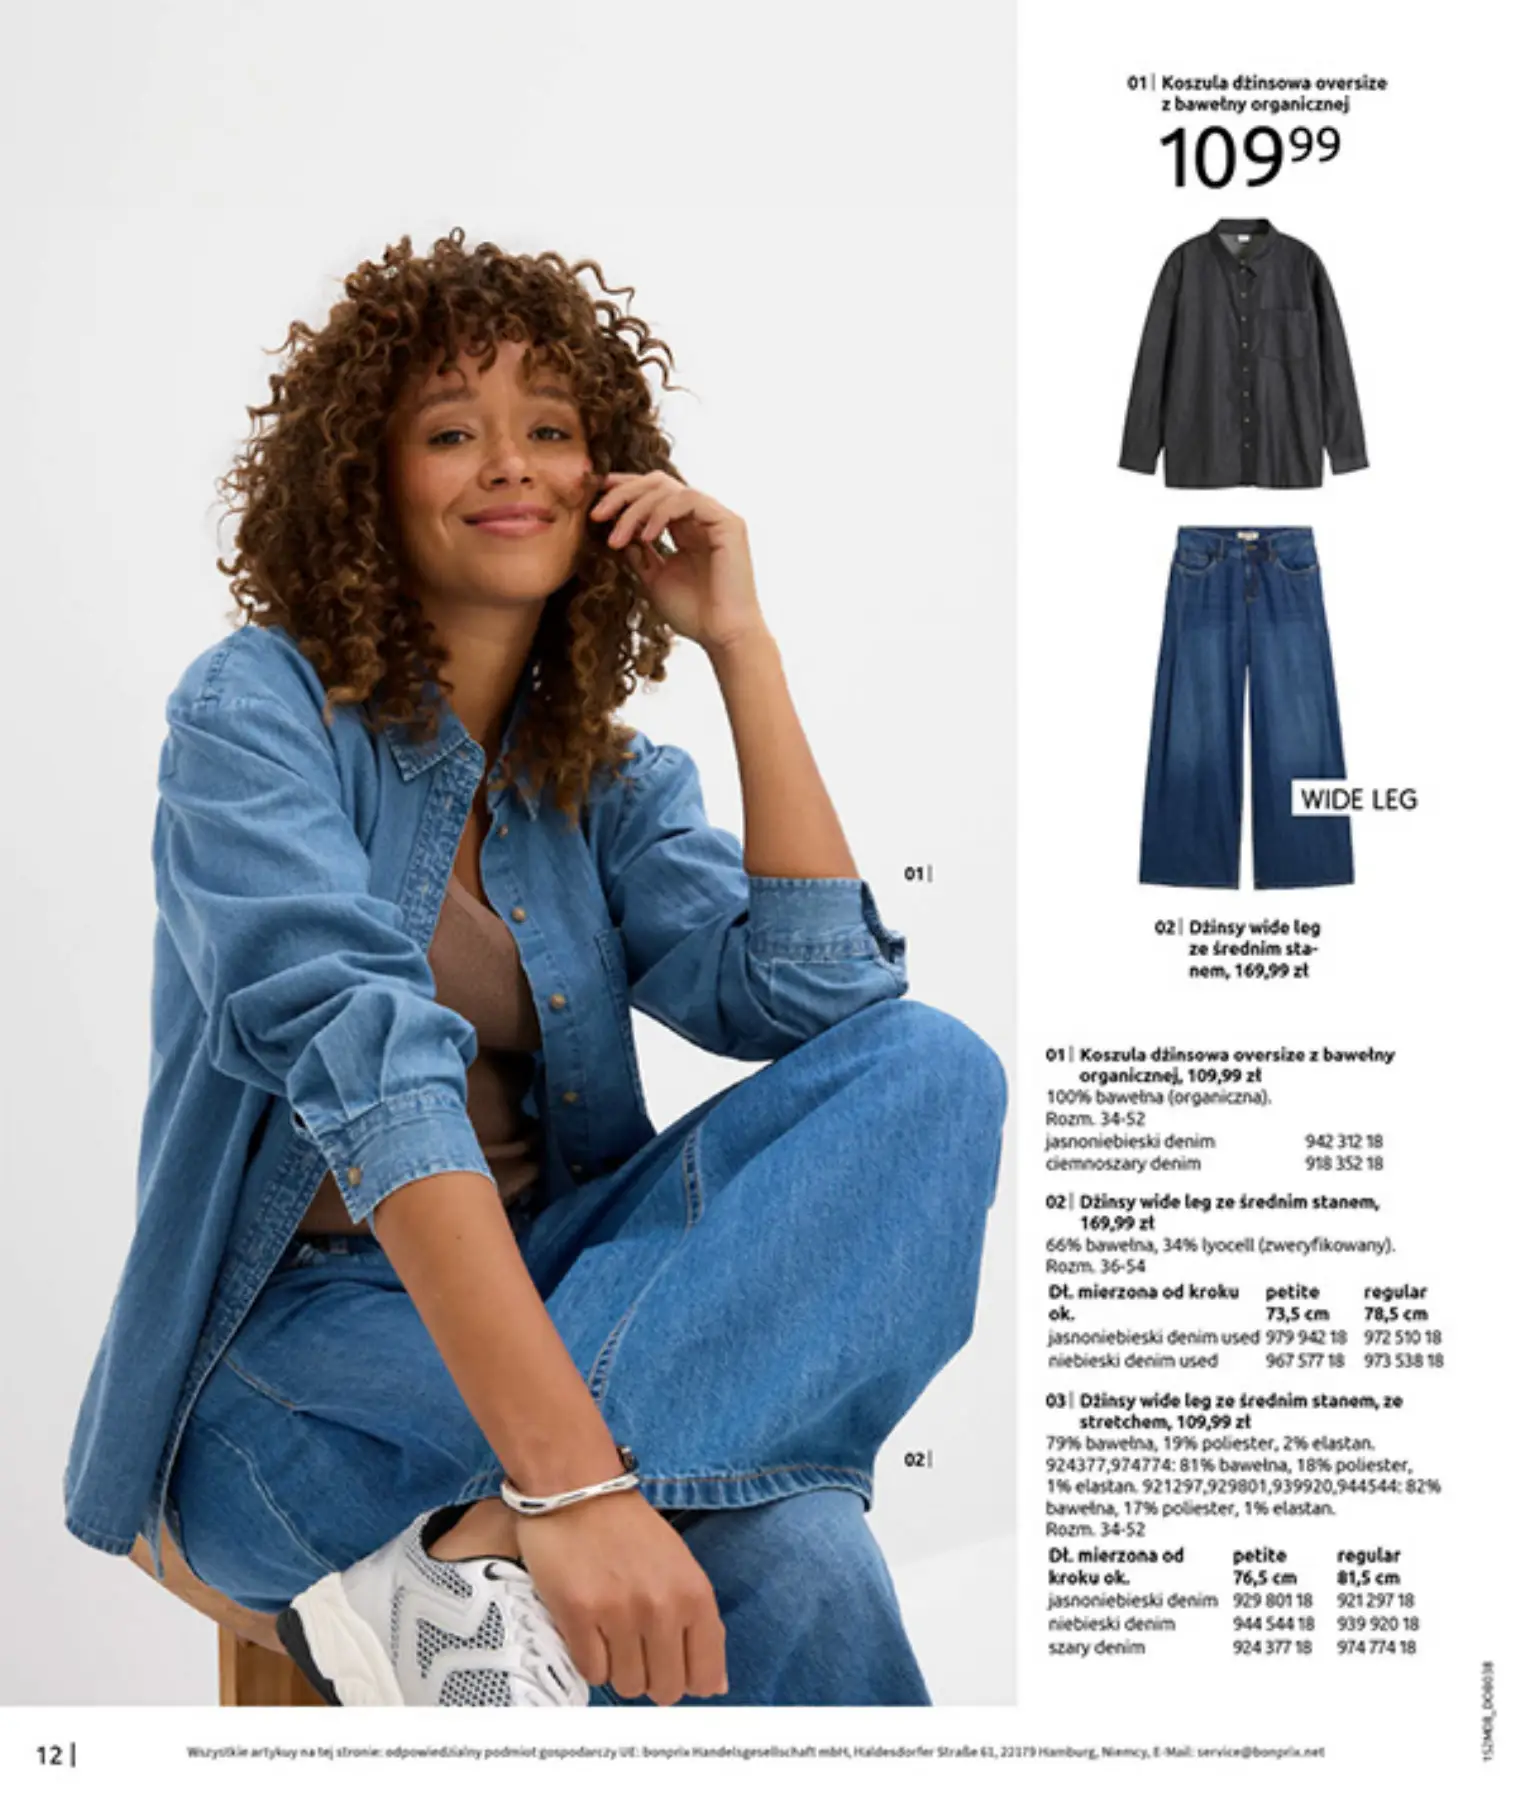 01| Koszula dżinsowa oversize
z bawełny organicznej
109⁹⁹
WIDE LEG
01|
02| Dżinsy wide leg
ze średnim sta-
nem, 169,99 zł
02|
01| Koszula dżinsowa oversize z bawełny
organicznej, 109,99 zł
100% bawełna (organiczna).
Rozm. 34-52
jasnoniebieski denim 942 312 18
ciemnoszary denim 918 352 18
02| Dżinsy wide leg ze średnim stanem,
169,99 zł
66% bawełna, 34% lyocell (zweryfikowany).
Rozm. 36-54
Dł. mierzona od kroku petite regular
ok. 73,5 cm 78,5 cm
jasnoniebieski denim used 979 942 18 972 510 18
niebieski denim used 967 577 18 973 538 18
03| Dżinsy wide leg ze średnim stanem, ze
stretchem, 109,99 zł
79% bawełna, 19% poliester, 2% elastan.
924377,974774: 81% bawełna, 18% poliester,
1% elastan. 921297,929801,939920,944544: 82%
bawełna, 17% poliester, 1% elastan.
Rozm. 34-52
Dł. mierzona od petite regular
kroku ok. 76,5 cm 81,5 cm
jasnoniebieski denim 929 801 18 921 297 18
niebieski denim 944 544 18 939 920 18
szary denim 924 377 18 974 774 18
152M08_DOB038
12|
Wszystkie artykuy na tej stronie: odpowiedzialny podmiot gospodarczy UE: bonprix Handelsgesellschaft mbH, Haldesdorfer Straße 61, 22179 Hamburg, Niemcy, E-Mail: service@bonprix.net